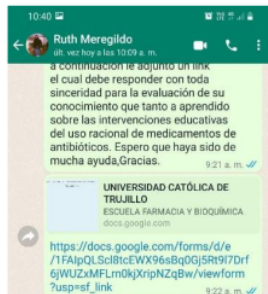 10:40
Ruth Meregildo
últ. vez hoy a las 10:09 a. m.
a continuación le adjunto un link
el cual debe responder con toda
sinceridad para la evaluación de su
conocimiento que tanto a aprendido
sobre las intervenciones educativas
del uso racional de medicamentos de
antibióticos. Espero que haya sido de
mucha ayuda,Gracias.
9:21 a. m.
UNIVERSIDAD CATÓLICA DE
TRUJILLO
ESCUELA FARMACIA Y BIOQUÍMICA
docs.google.com
https://docs.google.com/forms/d/e
/1FAIpQLScl8tcEWX96sBq0Gj5Rt9I7Drf
6jWUZxMFLrn0kjXripNZqBw/viewform
?usp=sf_link
9:22 a. m.